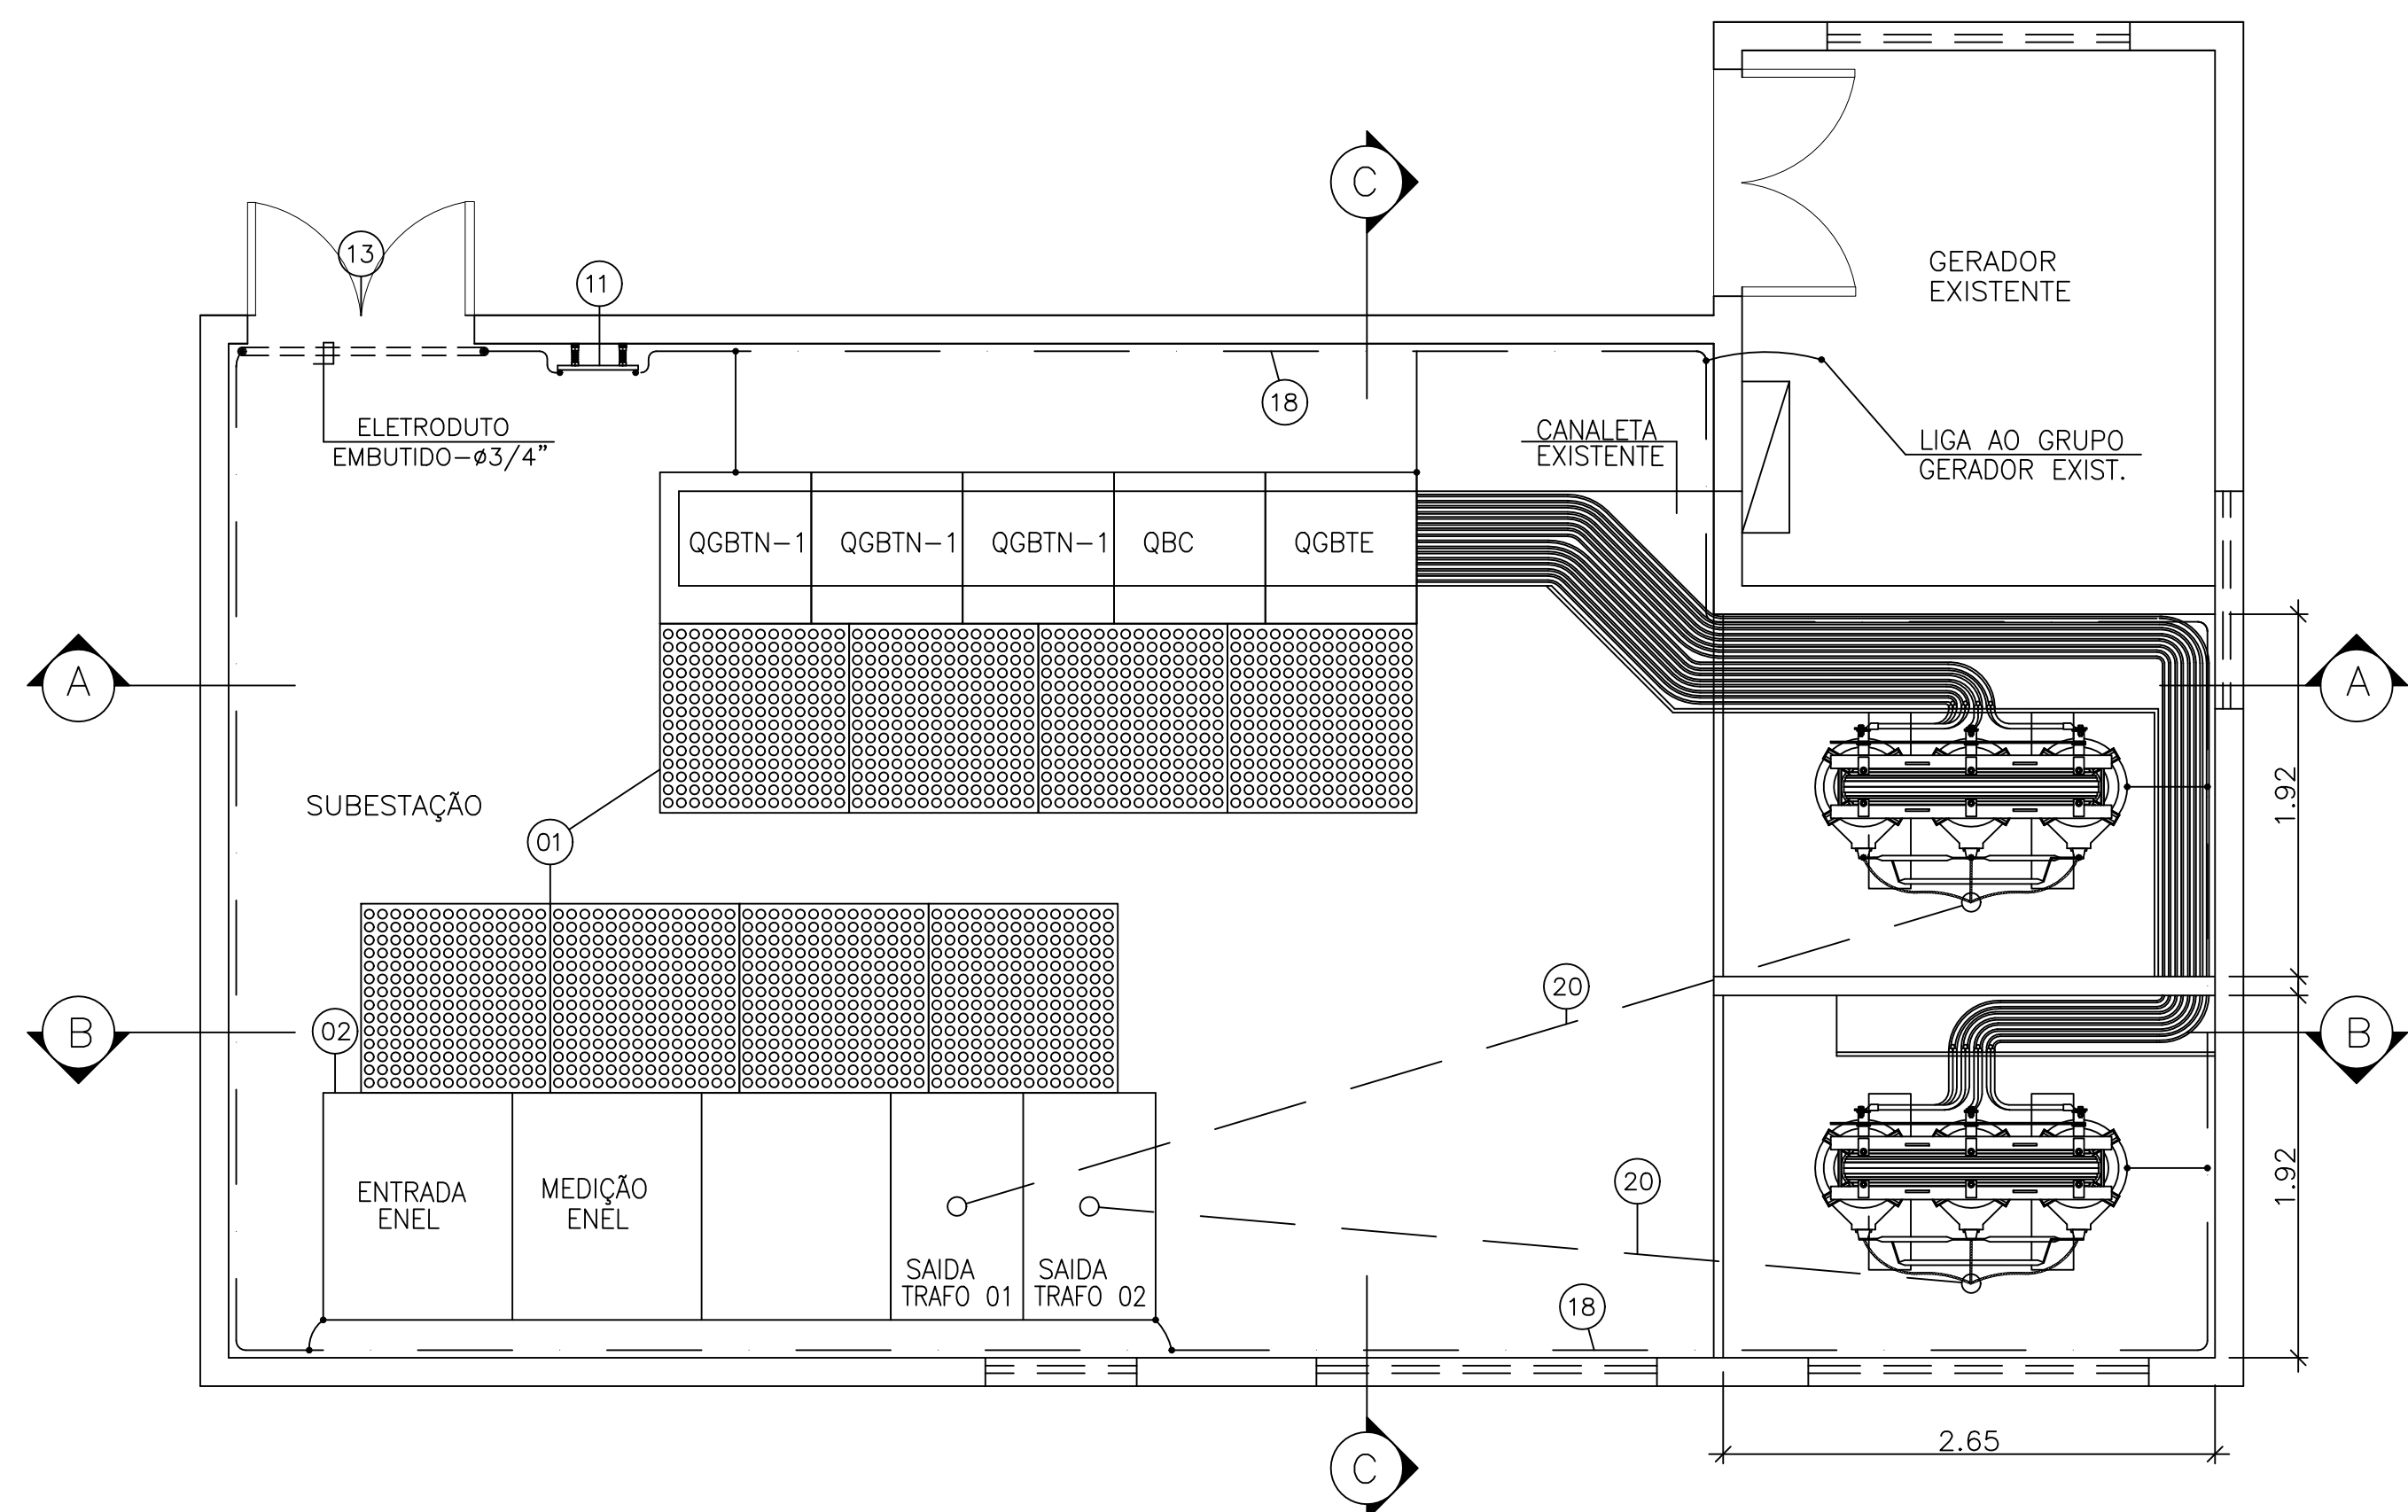 C
13
GERADOR
EXISTENTE
11
18
ELETRODUTO
EMBUTIDO-ø3/4"
CANALETA
EXISTENTE
LIGA AO GRUPO
GERADOR EXIST.
QGBTN-1
QGBTN-1
QGBTN-1
QBC
QGBTE
A
A
1.92
SUBESTAÇÃO
01
20
02
B
B
ENTRADA
ENEL
MEDIÇÃO
ENEL
20
1.92
SAIDA
TRAFO 01
SAIDA
TRAFO 02
18
2.65
C